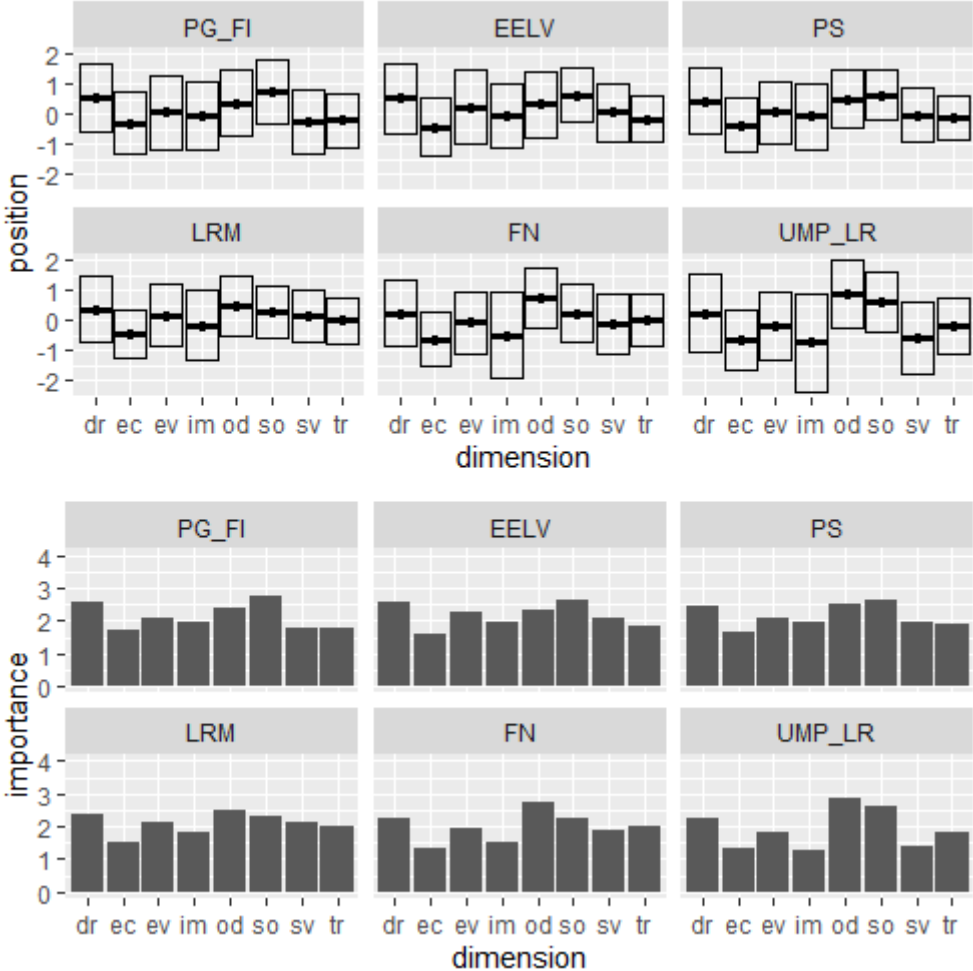 PG_FI EELV PS
2
1
0
-1
-2
position
LRM FN UMP_LR
2
1
0
-1
-2
dr ec ev im od so sv tr dr ec ev im od so sv tr dr ec ev im od so sv tr
dimension
PG_FI EELV PS
4
3
2
1
0
importance
LRM FN UMP_LR
4
3
2
1
0
dr ec ev im od so sv tr dr ec ev im od so sv tr dr ec ev im od so sv tr
dimension